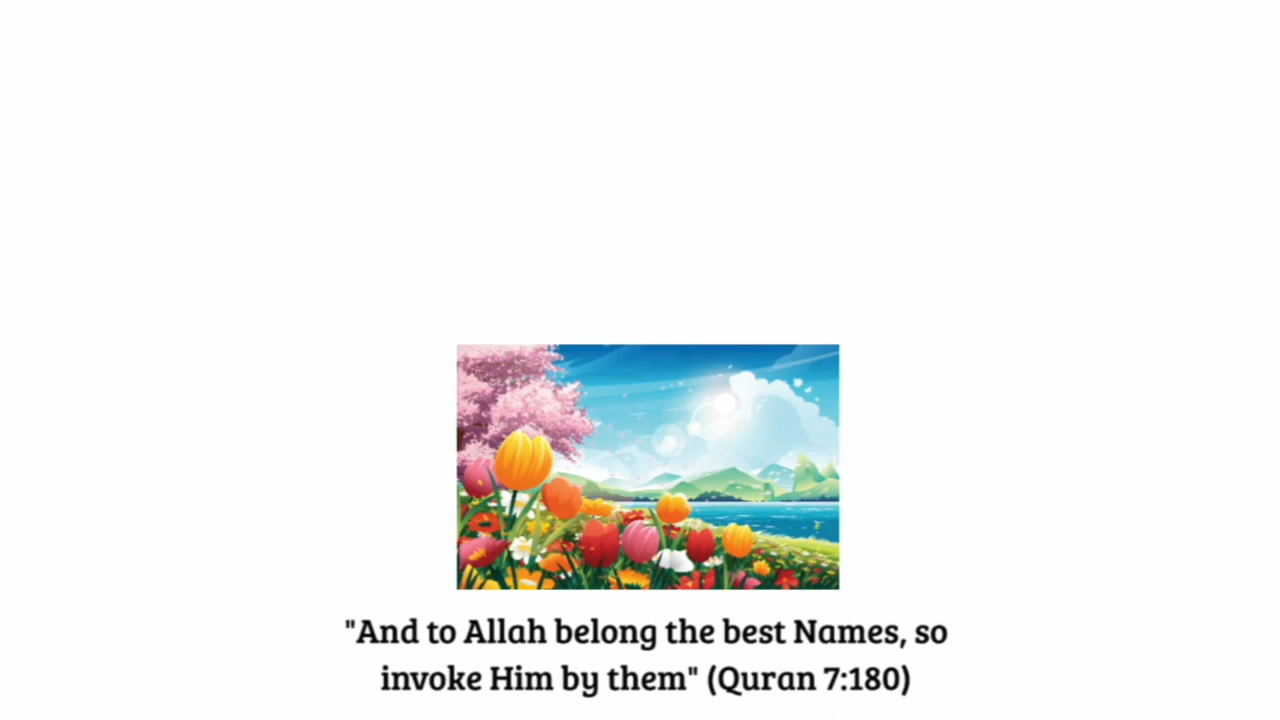 "And to Allah belong the best Names, so
invoke Him by them" (Quran 7:180)